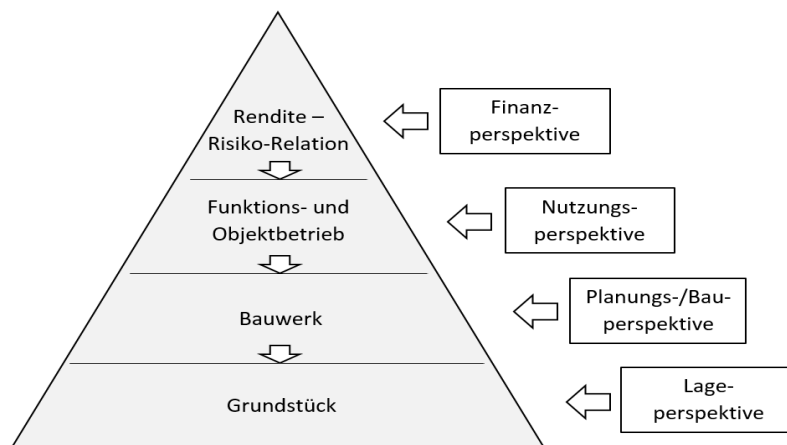 Rendite –
Risiko-Relation
Finanz-
perspektive
Funktions- und
Objektbetrieb
Nutzungs-
perspektive
Bauwerk
Planungs-/Bau-
perspektive
Grundstück
Lage-
perspektive